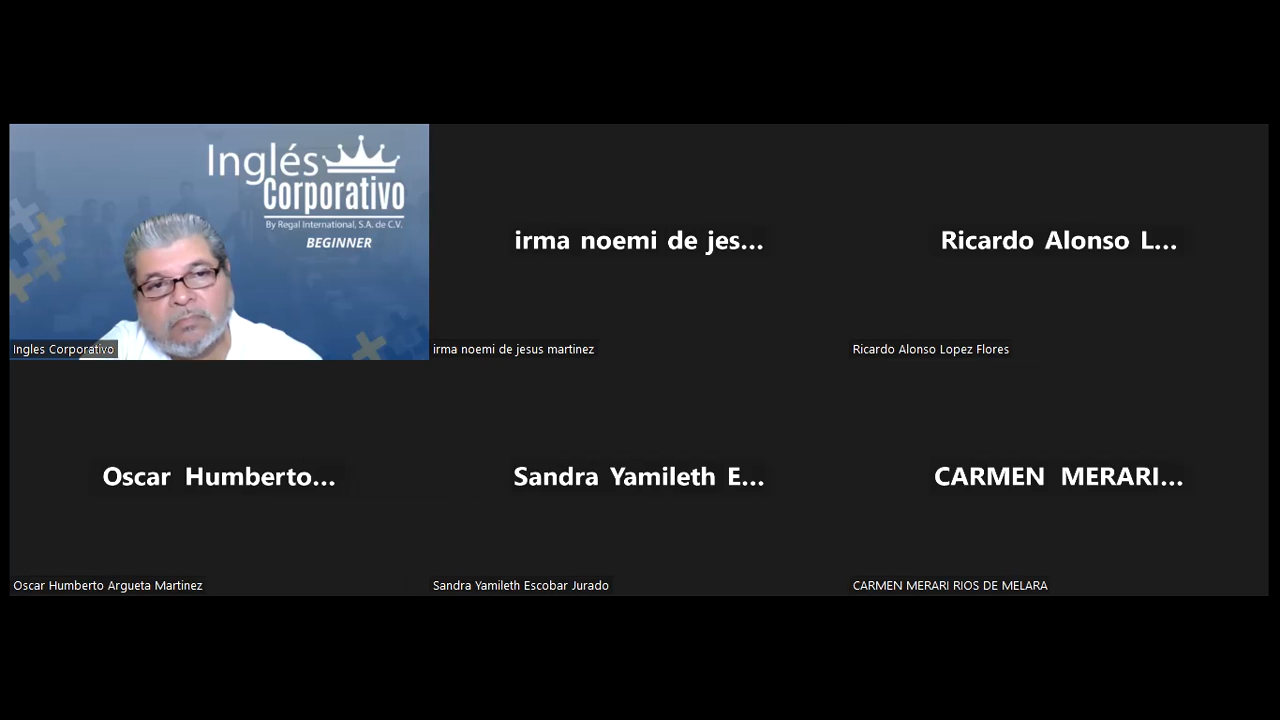 Inglés
Corporativo
By Regal International, S.A. de C.V.
BEGINNER
Ingles Corporativo
irma noemi de jes...
irma noemi de jesus martinez
Ricardo Alonso L...
Ricardo Alonso Lopez Flores
Oscar Humberto...
Oscar Humberto Argueta Martinez
Sandra Yamileth E...
Sandra Yamileth Escobar Jurado
CARMEN MERARI...
CARMEN MERARI RIOS DE MELARA